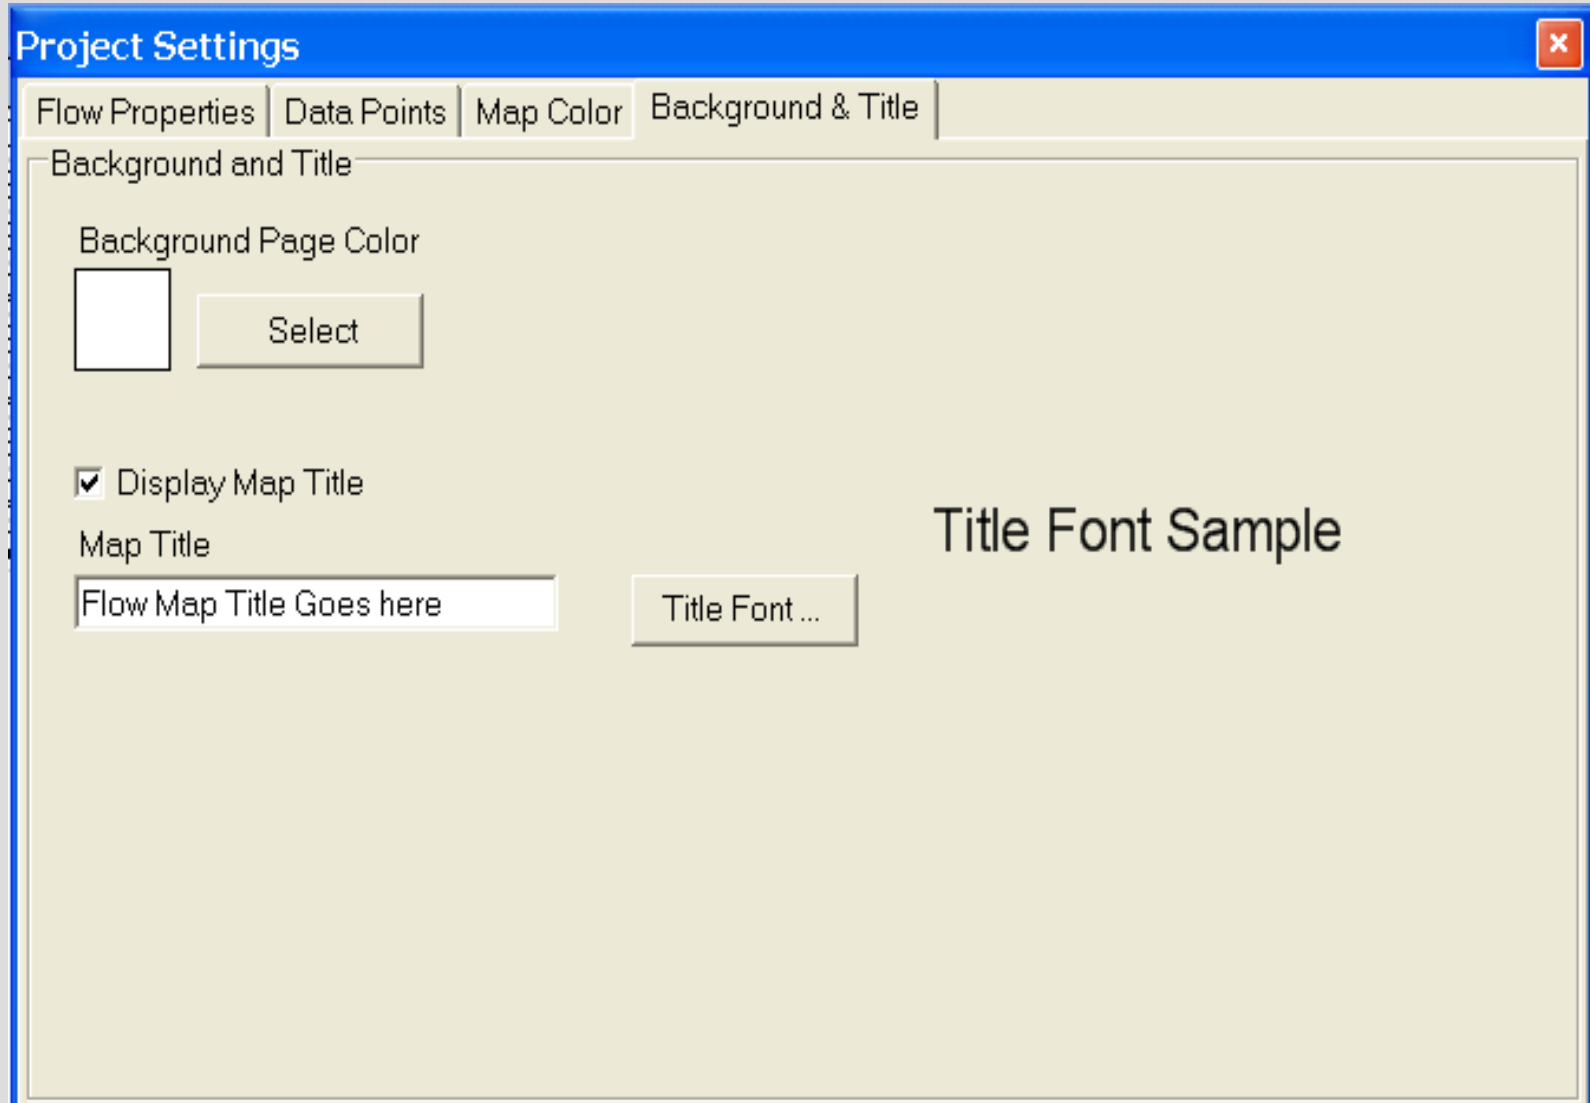 Project Settings
Flow Properties Data Points Map Color Background & Title
Background and Title
Background Page Color
Select
Display Map Title
Map Title
Flow Map Title Goes here
Title Font ...
Title Font Sample